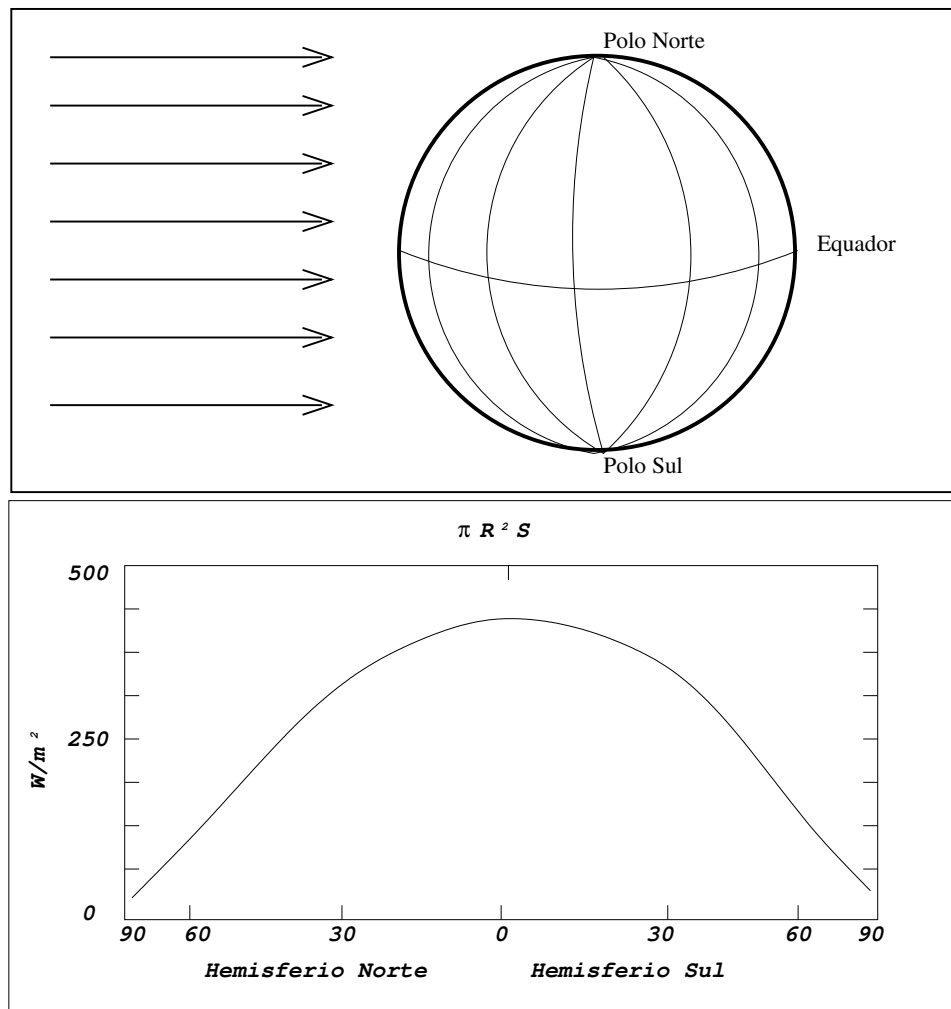 Polo Norte
Equador
Polo Sul
π R² S
500
250
0
W/m²
90 60 30 0 30 60 90
Hemisferio Norte Hemisferio Sul